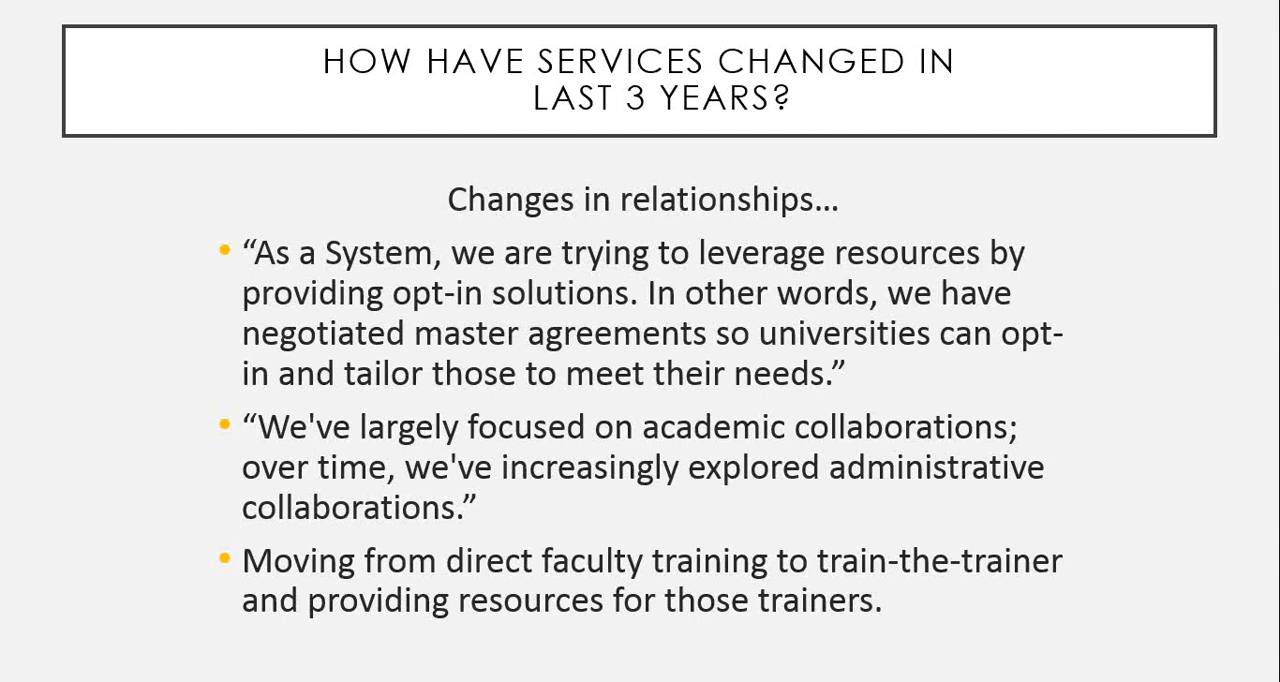 HOW HAVE SERVICES CHANGED IN
LAST 3 YEARS?
Changes in relationships...
• “As a System, we are trying to leverage resources by
providing opt-in solutions. In other words, we have
negotiated master agreements so universities can opt-
in and tailor those to meet their needs.”
• “We've largely focused on academic collaborations;
over time, we've increasingly explored administrative
collaborations.”
• Moving from direct faculty training to train-the-trainer
and providing resources for those trainers.